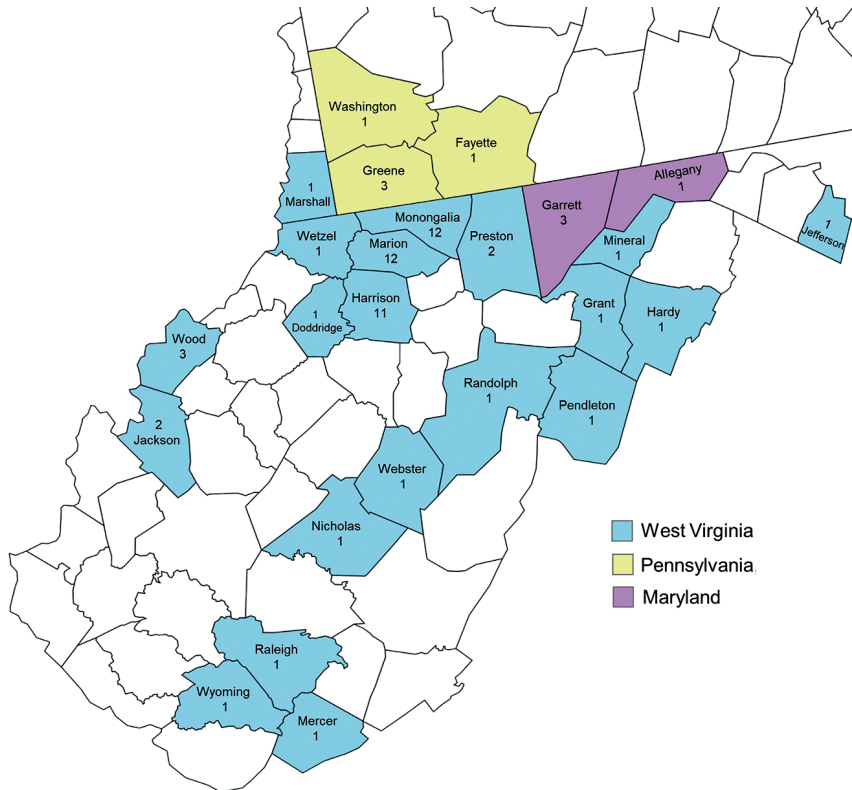 Washington
1
Fayette
1
Greene
3
Allegany
1
1
Marshall
Garrett
3
Monongalia
12
1
Jefferson
Wetzel
1
Marion
12
Preston
2
Mineral
1
Harrison
11
Grant
1
Hardy
1
1
Doddridge
Wood
3
Randolph
1
Pendleton
1
2
Jackson
Webster
1
Nicholas
1
West Virginia
Pennsylvania
Maryland
Raleigh
1
Wyoming
1
Mercer
1